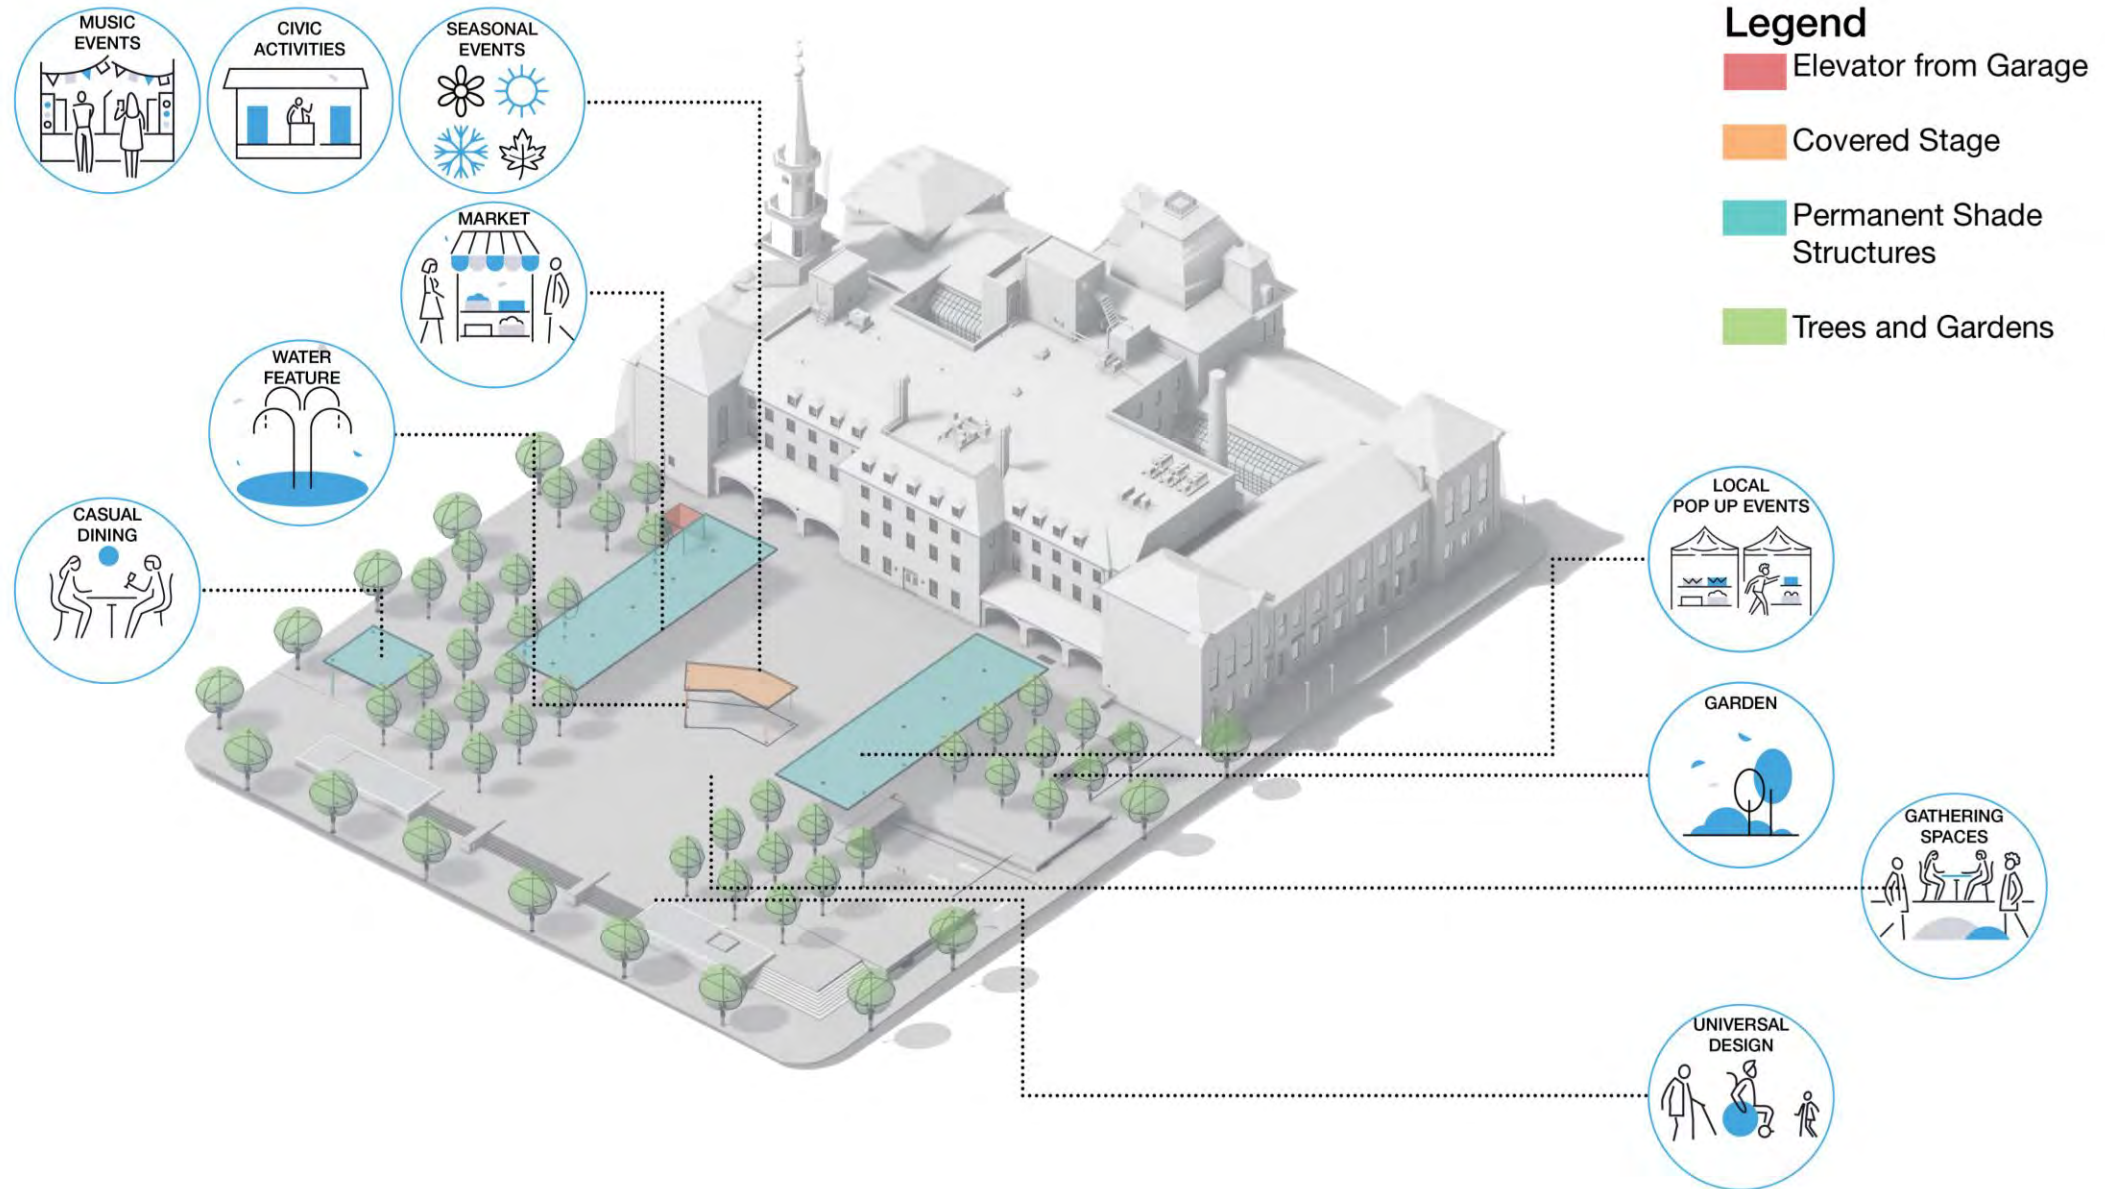 MUSIC
EVENTS
CIVIC
ACTIVITIES
SEASONAL
EVENTS
MARKET
WATER
FEATURE
CASUAL
DINING
Legend
Elevator from Garage
Covered Stage
Permanent Shade
Structures
Trees and Gardens
LOCAL
POP UP EVENTS
GARDEN
GATHERING
SPACES
UNIVERSAL
DESIGN